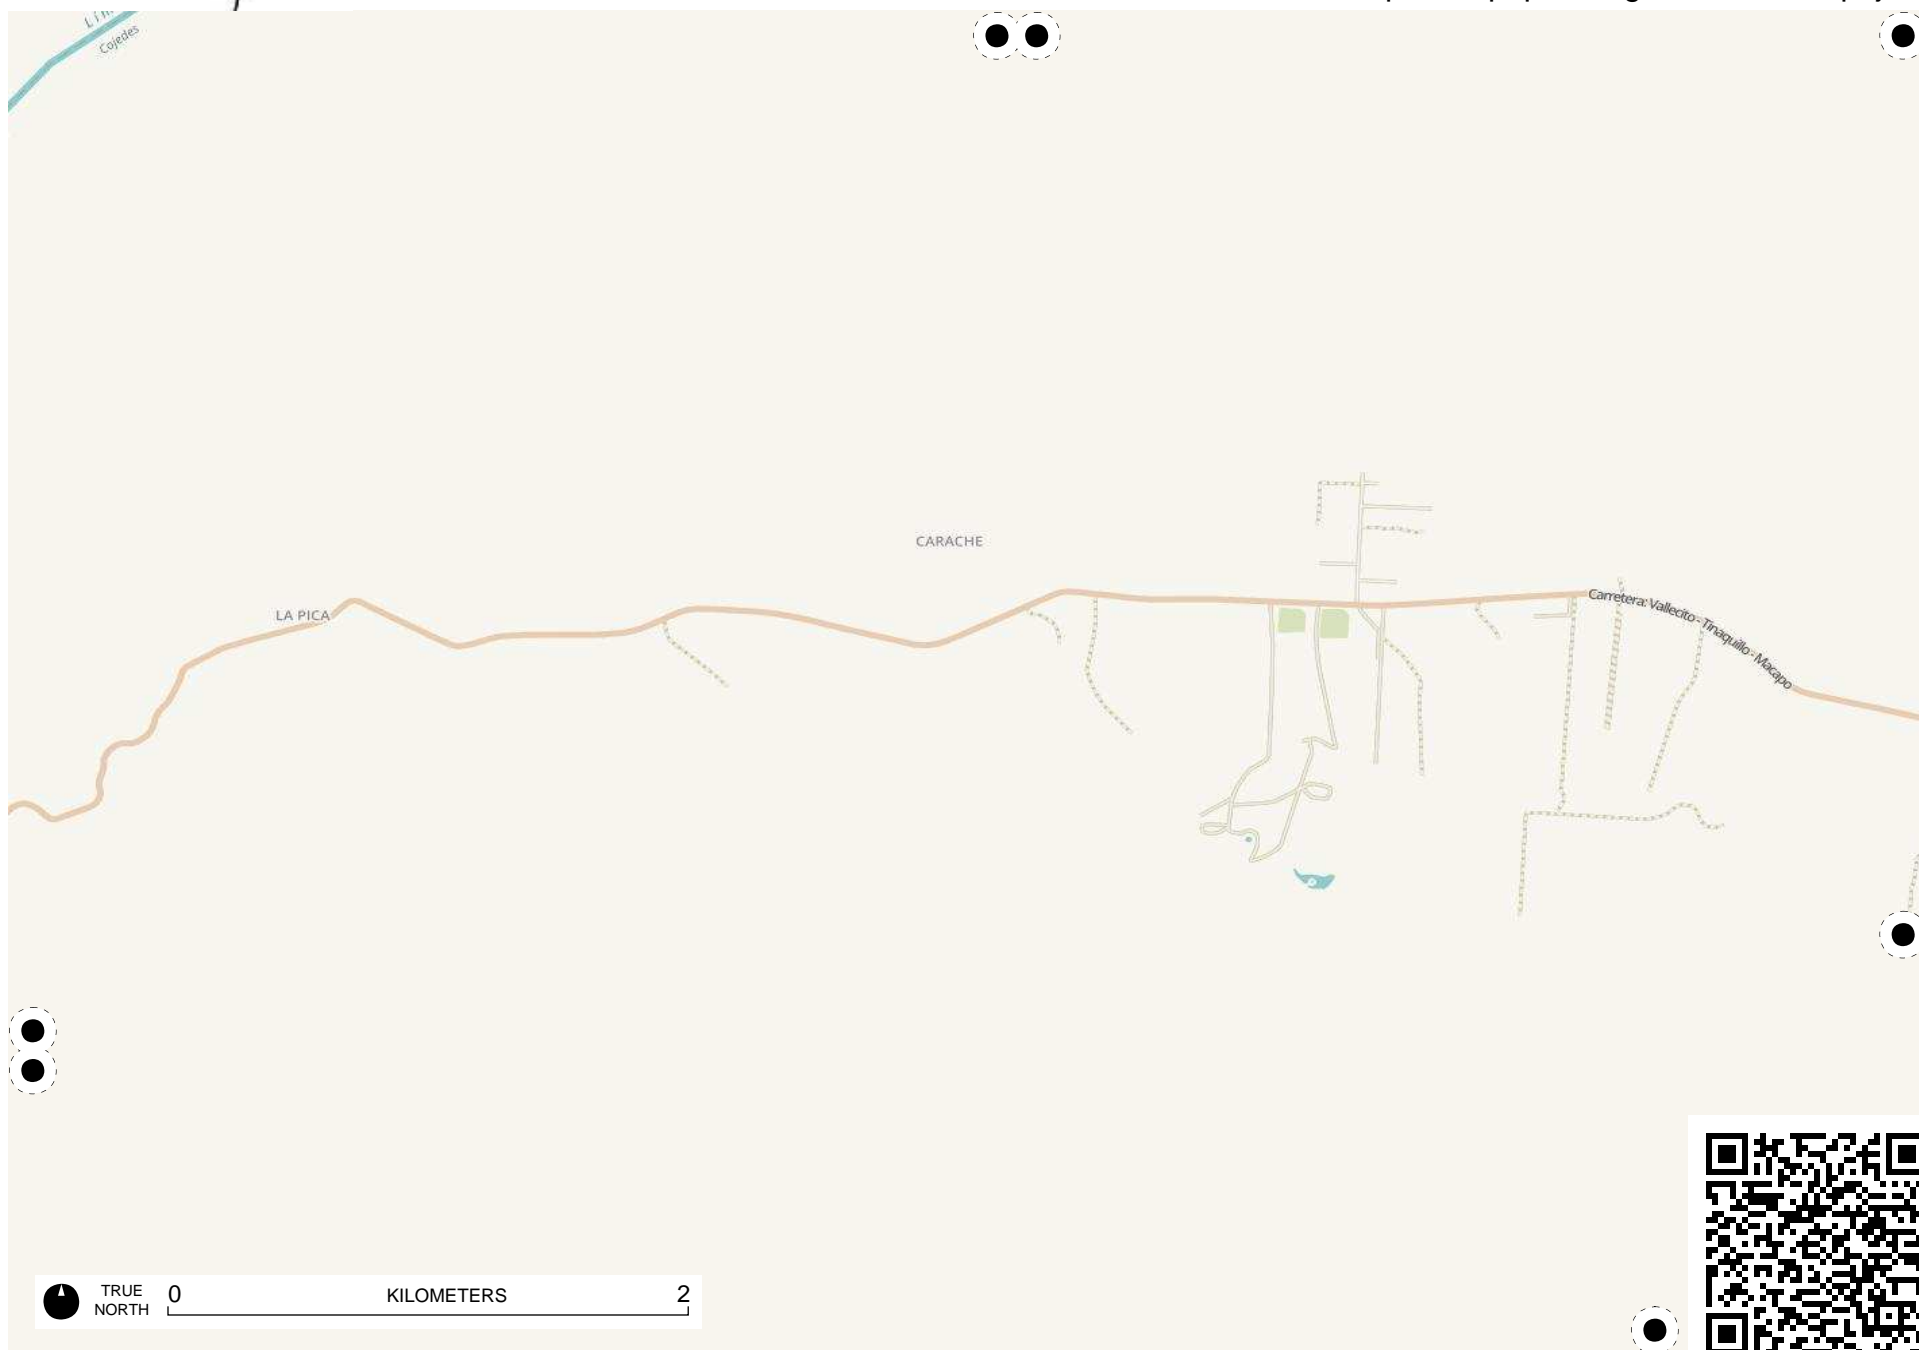 Cojedes
CARACHE
LA PICA
Carretera: Vallecito - Tinaquillo - Macapo
TRUE
NORTH
0
KILOMETERS
2